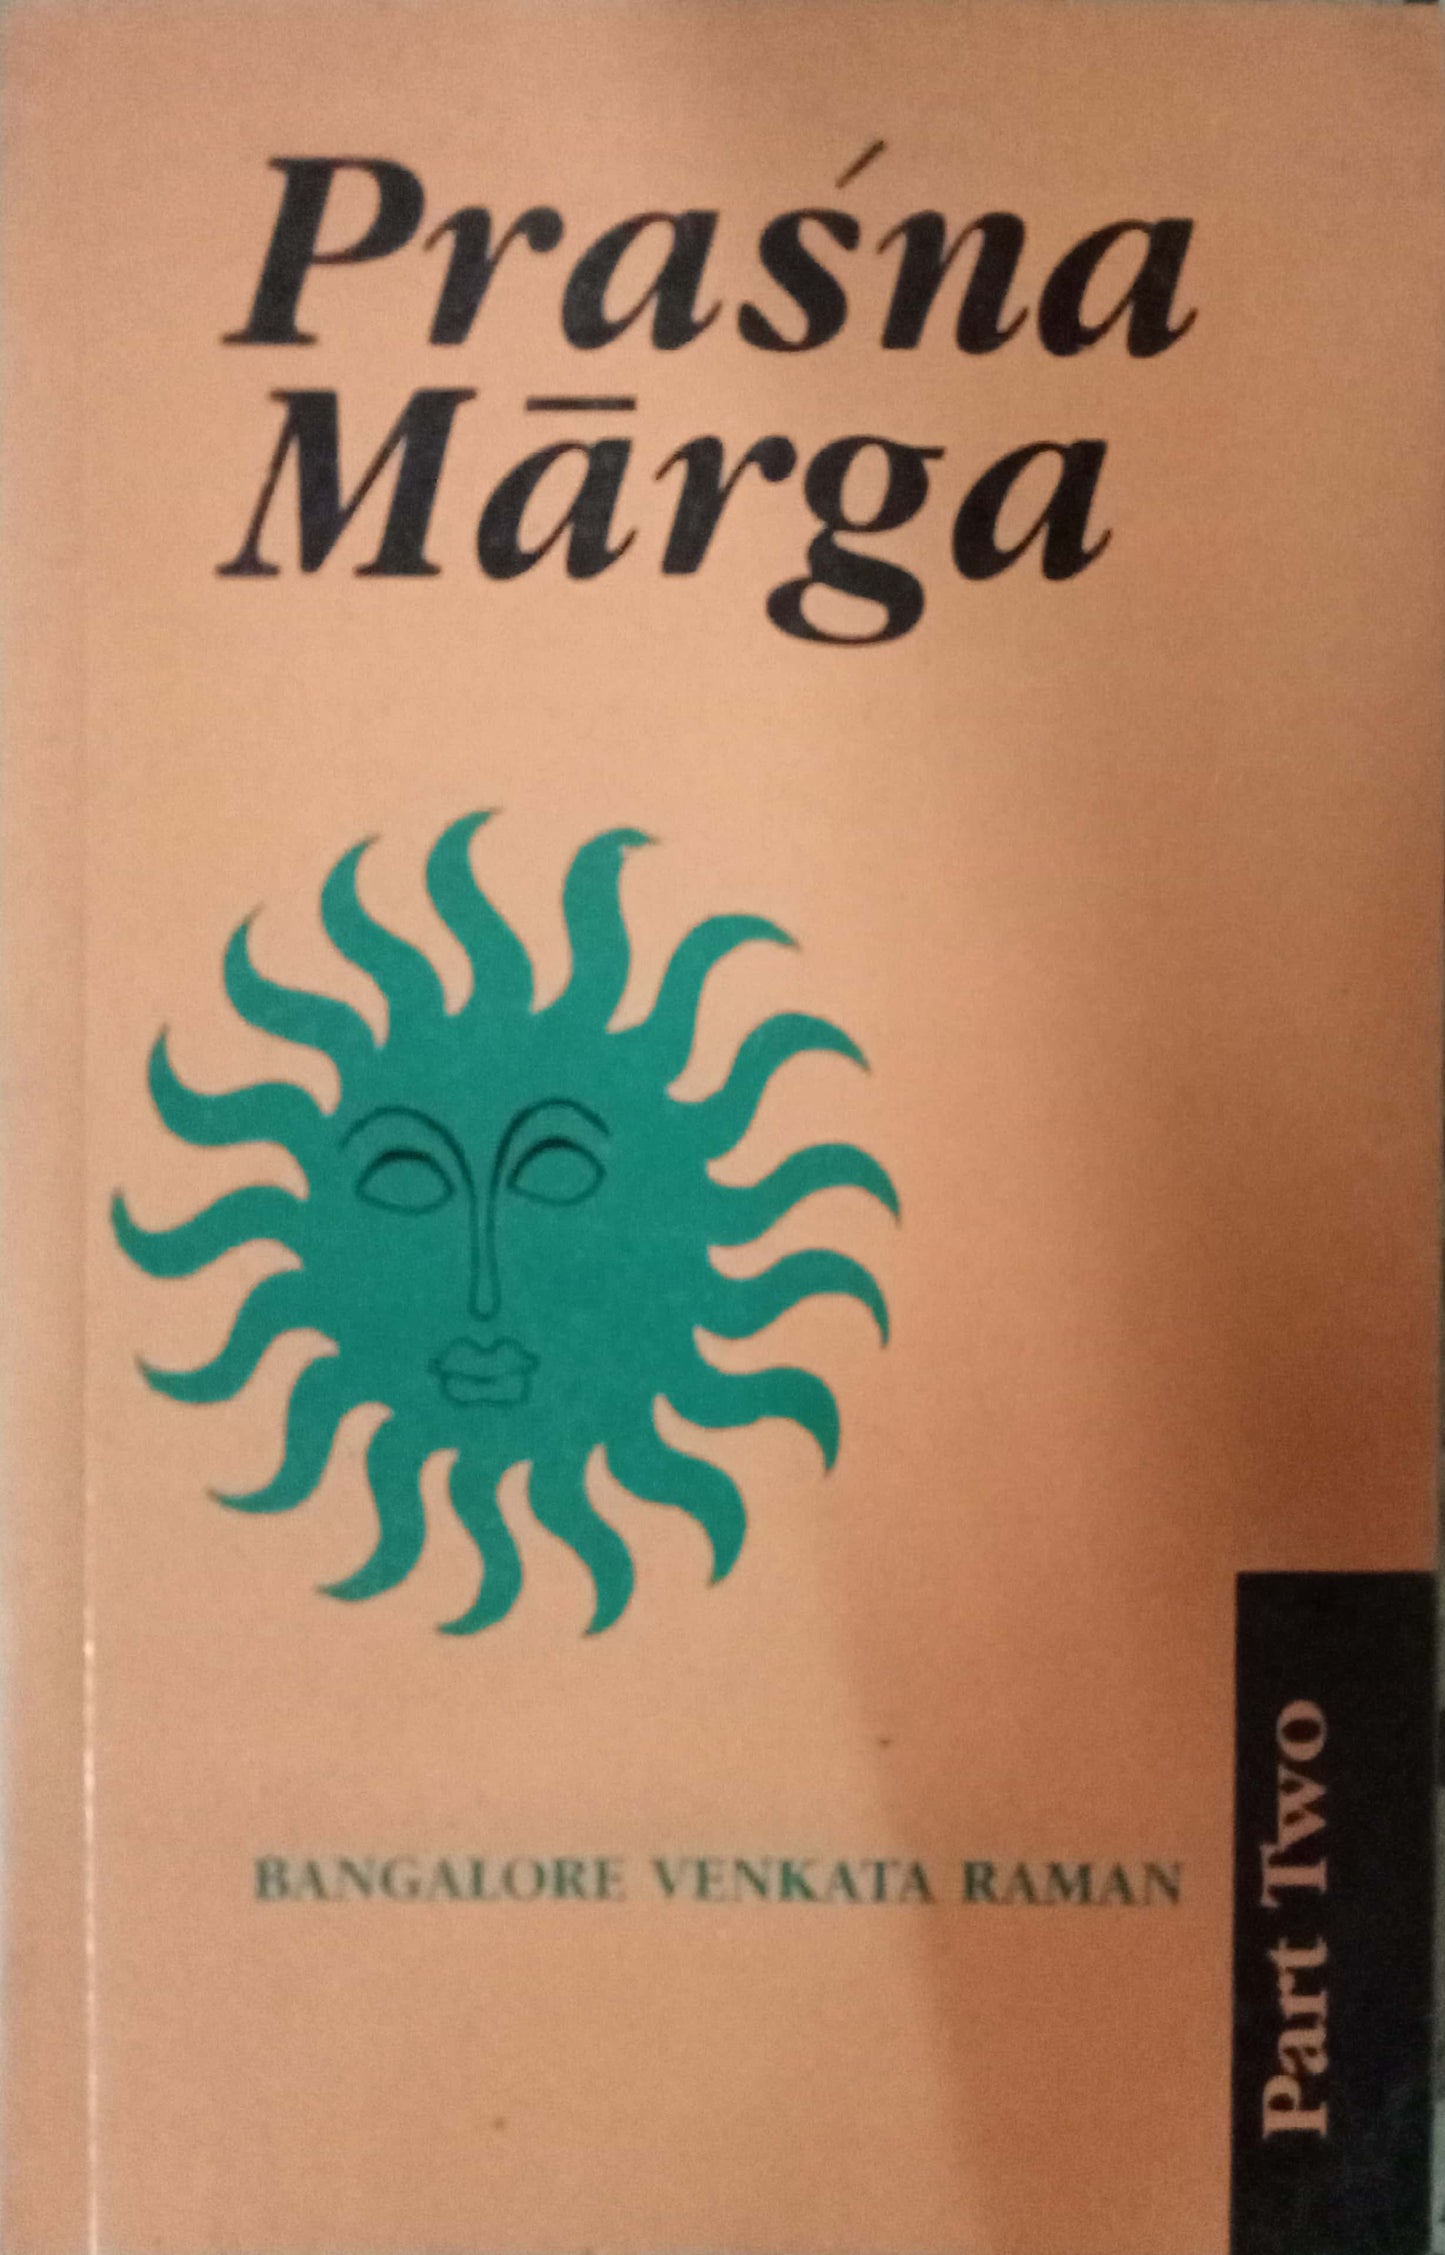 Praśna
Mārga
BANGALORE VENKATA RAMAN
Part Two